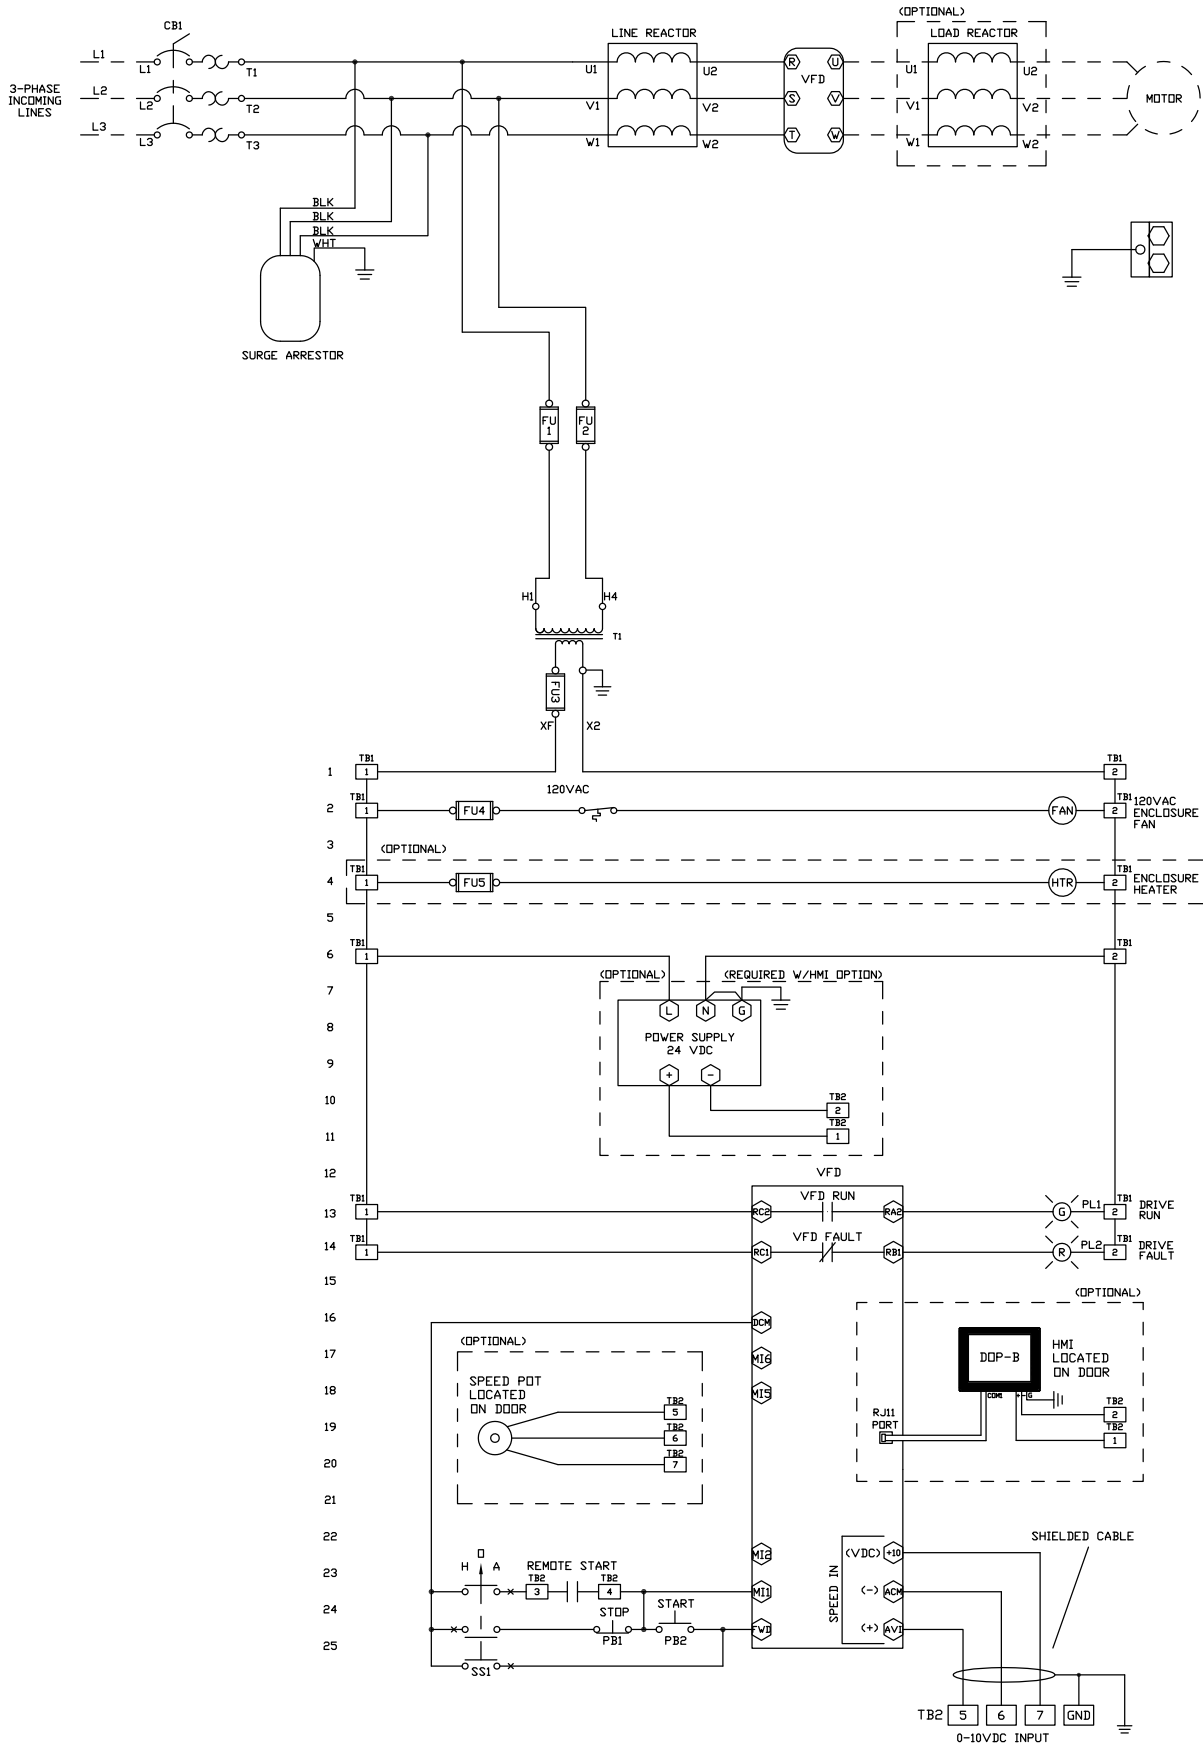 (OPTIONAL)
CB1
LINE REACTOR
LOAD REACTOR
L1
L1
T1
U1
U2
R
U
U1
U2
3-PHASE
INCOMING
LINES
VFD
MOTOR
L2
L2
T2
V1
V2
S
V
V1
V2
L3
L3
T3
W1
W2
T
W
W1
W2
BLK
BLK
BLK
WHT
SURGE ARRESTOR
FU
1
FU
2
H1
H4
T1
FU3
XF
X2
1
TB1
1
TB1
2
120VAC
2
TB1
1
FU4
FAN
TB1
2
120VAC
ENCLOSURE
FAN
3
(OPTIONAL)
4
TB1
1
FU5
HTR
TB1
2
ENCLOSURE
HEATER
5
6
TB1
1
TB1
2
(OPTIONAL)
(REQUIRED W/HMI OPTION)
7
L
N
G
8
POWER SUPPLY
24 VDC
9
+
-
10
TB2
2
11
TB2
1
12
VFD
13
TB1
1
RC2
VFD RUN
RA2
G
PL1
TB1
2
DRIVE
RUN
14
TB1
1
RC1
VFD FAULT
RB1
R
PL2
TB1
2
DRIVE
FAULT
15
(OPTIONAL)
16
DCM
(OPTIONAL)
17
MI6
DOP-B
HMI
LOCATED
ON DOOR
18
SPEED POT
LOCATED
ON DOOR
MI5
COM1
+-G
19
TB2
5
RJ11
PORT
TB2
2
TB2
6
TB2
1
20
TB2
7
21
22
SHIELDED CABLE
MI2
(VDC)
+10
23
H
O
A
REMOTE START
TB2
3
TB2
4
MI1
SPEED IN
(-)
ACM
24
STOP
START
FWD
(+)
AVI
25
PB1
PB2
SS1
TB2
5
6
7
GND
0-10VDC INPUT